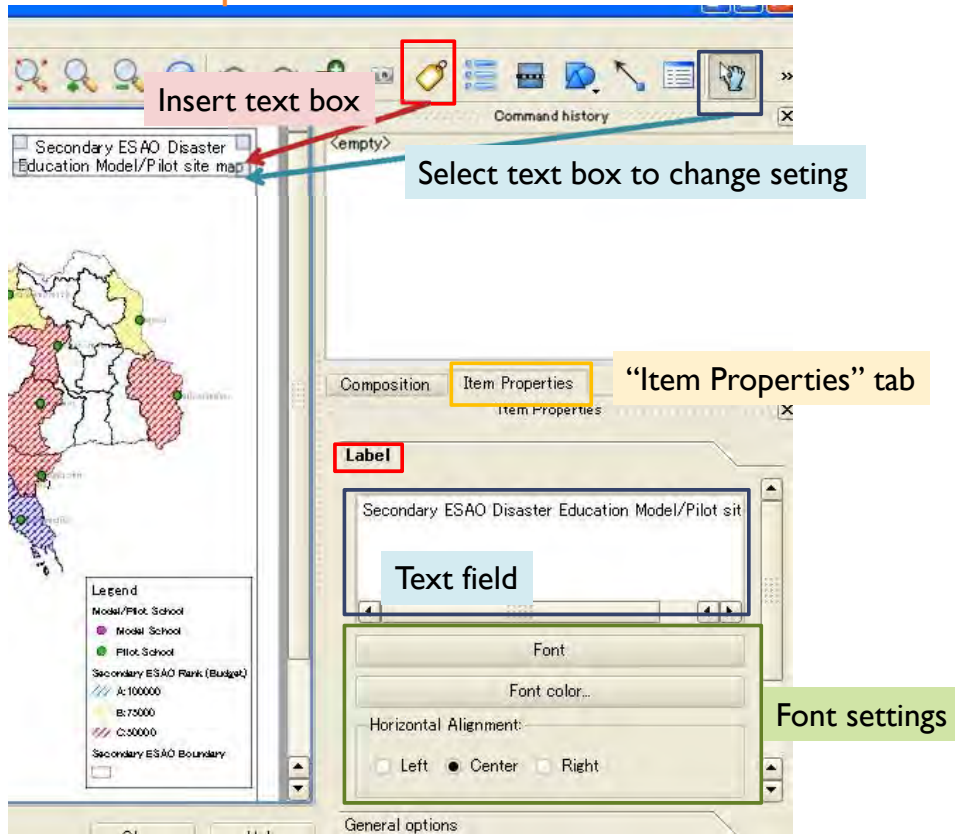 Insert text box
Command history
<empty>
Secondary ESAO Disaster
Education Model/Pilot site map
Select text box to change seting
Composition
Item Properties
“Item Properties” tab
Item Properties
Label
Secondary ESAO Disaster Education Model/Pilot sit
Text field
Legend
Model/Pilot School
Model School
Pilot School
Secondary ESAO Rank (Budget)
A:100000
B:75000
C:50000
Secondary ESAO Boundary
Font
Font color...
Font settings
Horizontal Alignment:
Left
Center
Right
General options